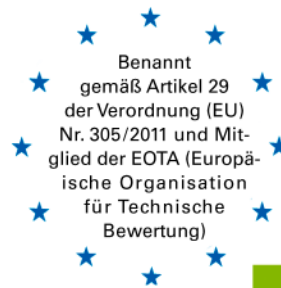 Benannt
gemäß Artikel 29
der Verordnung (EU)
Nr. 305/2011 und Mit-
glied der EOTA (Europä-
ische Organisation
für Technische
Bewertung)